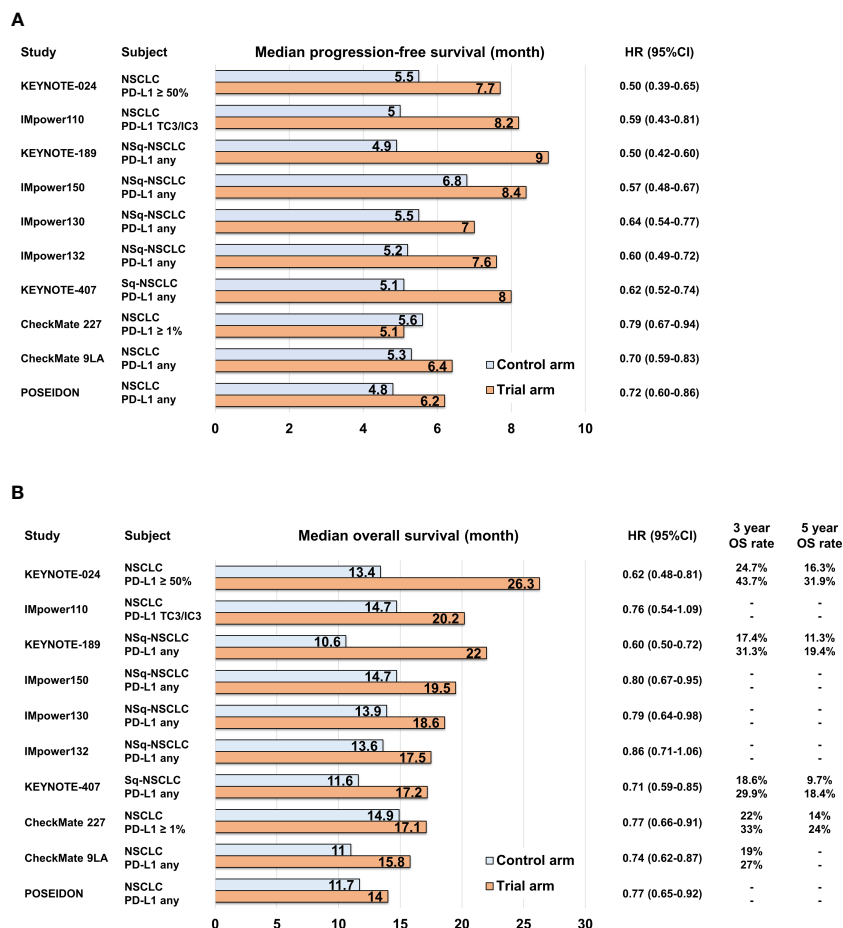 A
Study Subject Median progression-free survival (month) HR (95%CI)
KEYNOTE-024 NSCLC PD-L1 ≥ 50% 5.5 7.7 0.50 (0.39-0.65)
IMpower110 NSCLC PD-L1 TC3/IC3 5 8.2 0.59 (0.43-0.81)
KEYNOTE-189 NSq-NSCLC PD-L1 any 4.9 9 0.50 (0.42-0.60)
IMpower150 NSq-NSCLC PD-L1 any 6.8 8.4 0.57 (0.48-0.67)
IMpower130 NSq-NSCLC PD-L1 any 5.5 7 0.64 (0.54-0.77)
IMpower132 NSq-NSCLC PD-L1 any 5.2 7.6 0.60 (0.49-0.72)
KEYNOTE-407 Sq-NSCLC PD-L1 any 5.1 8 0.62 (0.52-0.74)
CheckMate 227 NSCLC PD-L1 ≥ 1% 5.6 5.1 0.79 (0.67-0.94)
CheckMate 9LA NSCLC PD-L1 any 5.3 6.4 0.70 (0.59-0.83)
Control arm
Trial arm
POSEIDON NSCLC PD-L1 any 4.8 6.2 0.72 (0.60-0.86)
0 2 4 6 8 10
B
Study Subject Median overall survival (month) HR (95%CI) 3 year OS rate 5 year OS rate
KEYNOTE-024 NSCLC PD-L1 ≥ 50% 13.4 26.3 0.62 (0.48-0.81) 24.7% 43.7% 16.3% 31.9%
IMpower110 NSCLC PD-L1 TC3/IC3 14.7 20.2 0.76 (0.54-1.09) - - - -
KEYNOTE-189 NSq-NSCLC PD-L1 any 10.6 22 0.60 (0.50-0.72) 17.4% 31.3% 11.3% 19.4%
IMpower150 NSq-NSCLC PD-L1 any 14.7 19.5 0.80 (0.67-0.95) - - - -
IMpower130 NSq-NSCLC PD-L1 any 13.9 18.6 0.79 (0.64-0.98) - - - -
IMpower132 NSq-NSCLC PD-L1 any 13.6 17.5 0.86 (0.71-1.06) - - - -
KEYNOTE-407 Sq-NSCLC PD-L1 any 11.6 17.2 0.71 (0.59-0.85) 18.6% 29.9% 9.7% 18.4%
CheckMate 227 NSCLC PD-L1 ≥ 1% 14.9 17.1 0.77 (0.66-0.91) 22% 33% 14% 24%
CheckMate 9LA NSCLC PD-L1 any 11 15.8 0.74 (0.62-0.87) 19% 27% - -
Control arm
Trial arm
POSEIDON NSCLC PD-L1 any 11.7 14 0.77 (0.65-0.92) - - - -
0 5 10 15 20 25 30